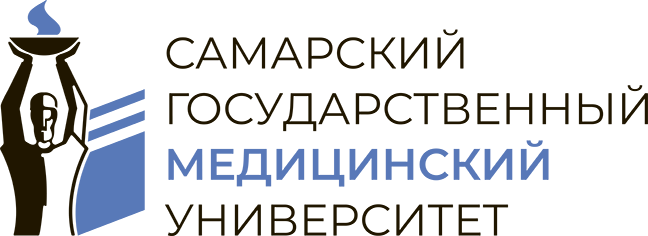 САМАРСКИЙ
ГОСУДАРСТВЕННЫЙ
МЕДИЦИНСКИЙ
УНИВЕРСИТЕТ